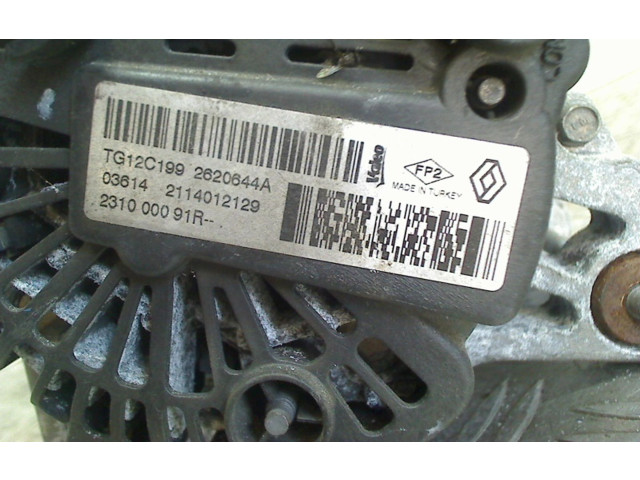 TG12C199 2620644A
03614 2114012129
2310 000 91R--
Valeo
FP2
MADE IN TURKEY